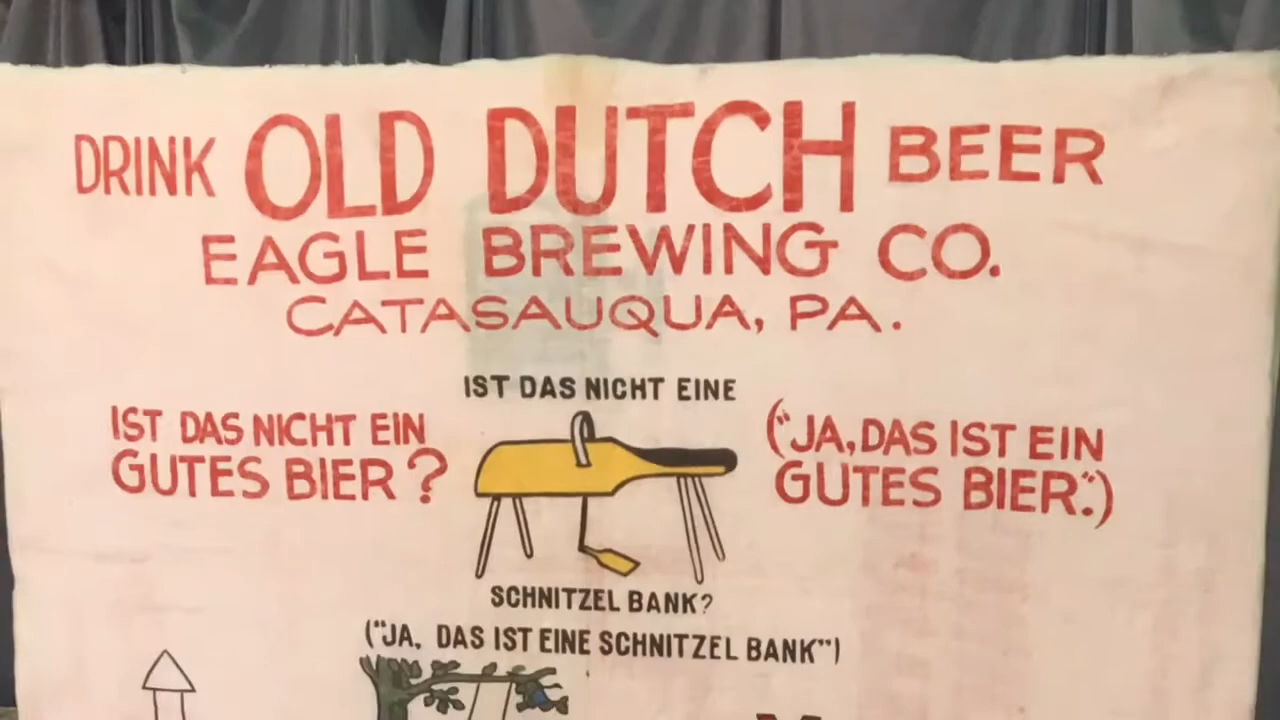 DRINK OLD DUTCH BEER
EAGLE BREWING CO.
CATASAUQUA, PA.
IST DAS NICHT EINE
IST DAS NICHT EIN
GUTES BIER?
("JA, DAS IST EIN
GUTES BIER.")
SCHNITZEL BANK?
("JA, DAS IST EINE SCHNITZEL BANK")